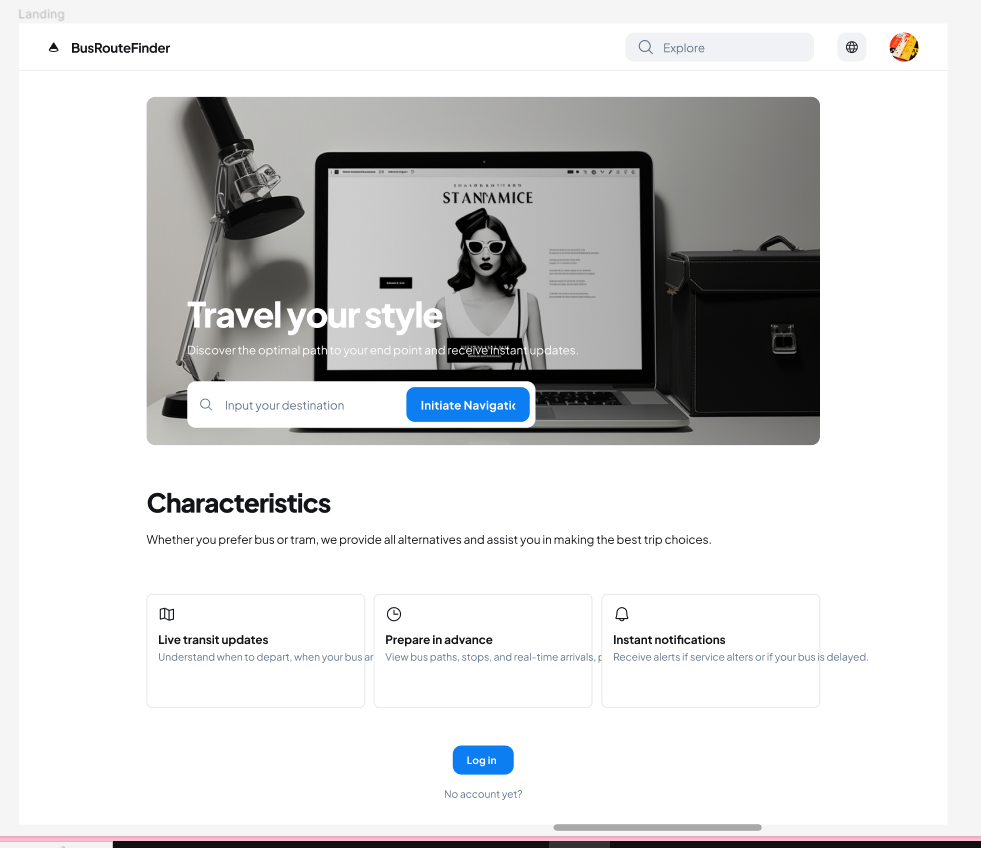 Landing
BusRouteFinder
Explore
STAN AMICE
Travel your style
Discover the optimal path to your end point and receive instant updates.
Input your destination
Initiate Navigatic
Characteristics
Whether you prefer bus or tram, we provide all alternatives and assist you in making the best trip choices.
Live transit updates
Understand when to depart, when your bus ar
Prepare in advance
View bus paths, stops, and real-time arrivals, p
Instant notifications
Receive alerts if service alters or if your bus is delayed.
Log in
No account yet?